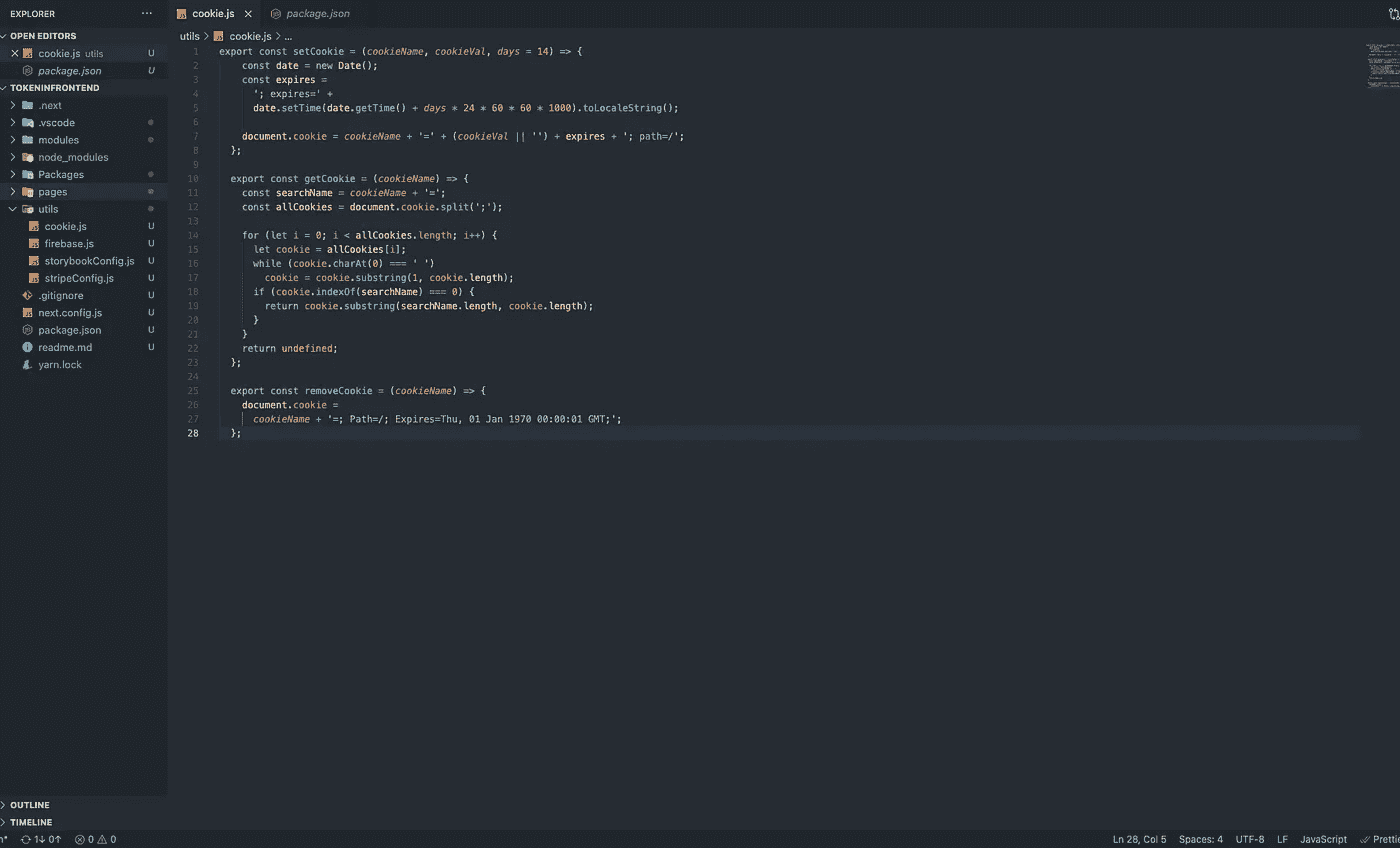 EXPLORER
OPEN EDITORS
cookie.js utils U
package.json U
TOKENINFRONTEND
.next
.vscode
modules
node_modules
Packages
pages
utils
cookie.js U
firebase.js U
storybookConfig.js U
stripeConfig.js U
.gitignore U
next.config.js U
package.json U
readme.md U
yarn.lock
OUTLINE
TIMELINE
cookie.js package.json
utils > cookie.js > ...
1 export const setCookie = (cookieName, cookieVal, days = 14) => {
2 const date = new Date();
3 const expires =
4 '; expires=' +
5 date.setTime(date.getTime() + days * 24 * 60 * 60 * 1000).toLocaleString();
6
7 document.cookie = cookieName + '=' + (cookieVal || '') + expires + '; path=/';
8 };
9
10 export const getCookie = (cookieName) => {
11 const searchName = cookieName + '=';
12 const allCookies = document.cookie.split(';');
13
14 for (let i = 0; i < allCookies.length; i++) {
15 let cookie = allCookies[i];
16 while (cookie.charAt(0) === ' ')
17 cookie = cookie.substring(1, cookie.length);
18 if (cookie.indexOf(searchName) === 0) {
19 return cookie.substring(searchName.length, cookie.length);
20 }
21 }
22 return undefined;
23 };
24
25 export const removeCookie = (cookieName) => {
26 document.cookie =
27 cookieName + '=; Path=/; Expires=Thu, 01 Jan 1970 00:00:01 GMT;';
28 };
1↓ 0↑ 0 0 Ln 28, Col 5 Spaces: 4 UTF-8 LF JavaScript